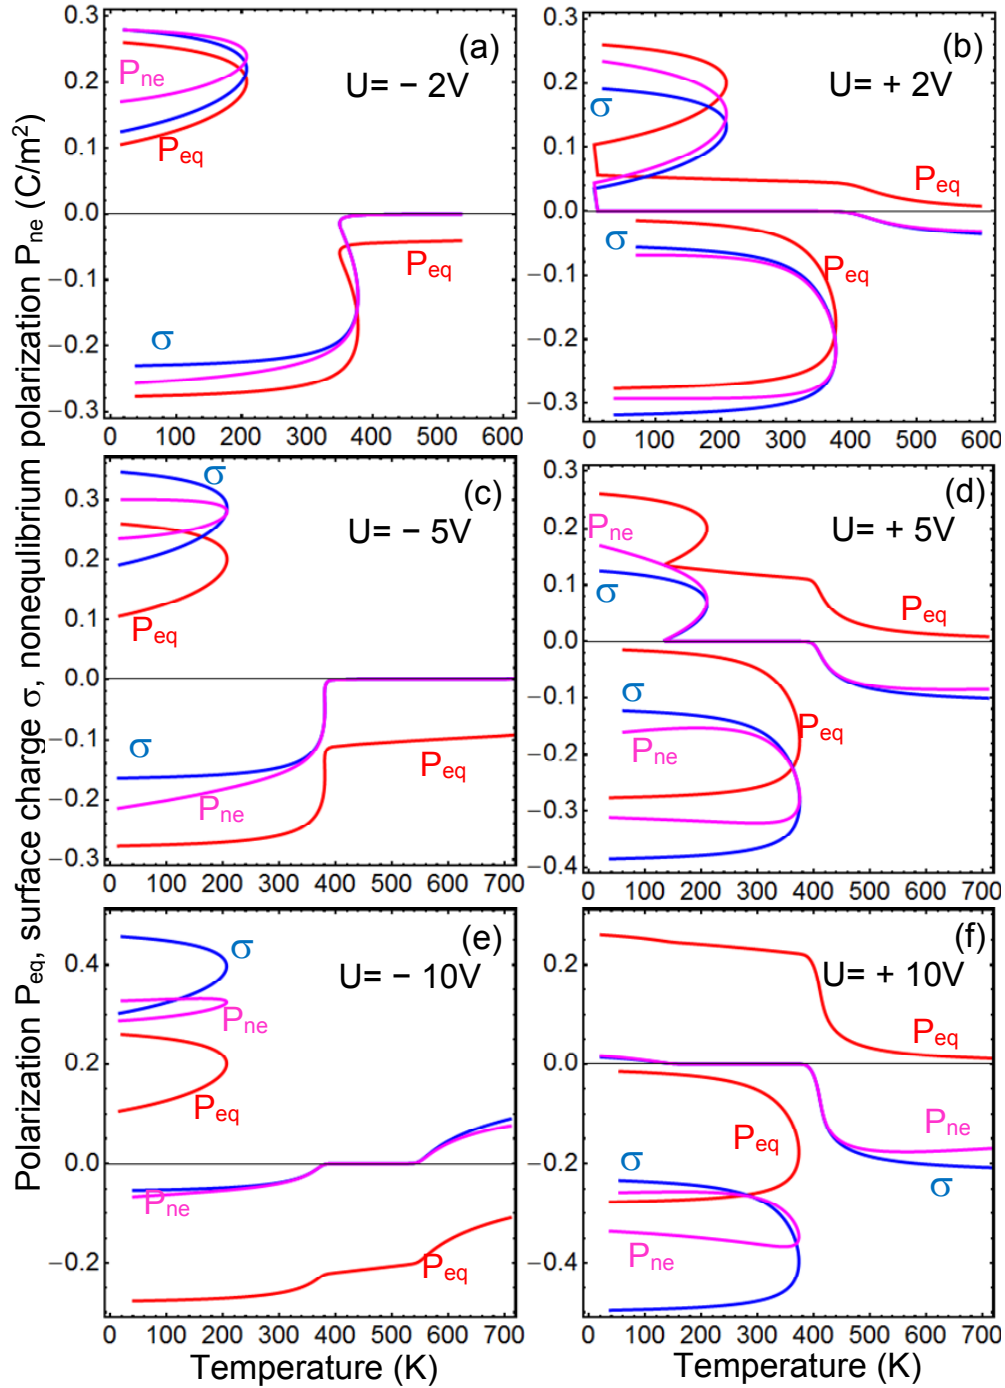 Polarization P_eq, surface charge σ, nonequlibrium polarization P_ne (C/m²)
(a)
U= − 2V
P_ne
P_eq
P_eq
σ
0.3
0.2
0.1
0.0
−0.1
−0.2
−0.3
0 100 200 300 400 500 600
(b)
U= + 2V
σ
P_eq
σ
P_eq
0.3
0.2
0.1
0.0
−0.1
−0.2
−0.3
0 100 200 300 400 500 600
(c)
U= − 5V
σ
P_eq
σ
P_ne
P_eq
0.3
0.2
0.1
0.0
−0.1
−0.2
−0.3
0 100 200 300 400 500 600 700
(d)
U= + 5V
P_ne
σ
P_eq
σ
P_ne
P_eq
0.3
0.2
0.1
0.0
−0.1
−0.2
−0.3
−0.4
0 100 200 300 400 500 600 700
(e)
U= − 10V
σ
P_ne
P_eq
P_ne
P_eq
0.4
0.2
0.0
−0.2
0 100 200 300 400 500 600 700
Temperature (K)
(f)
U= + 10V
P_eq
P_eq
P_ne
σ
σ
P_ne
0.2
0.0
−0.2
−0.4
0 100 200 300 400 500 600 700
Temperature (K)